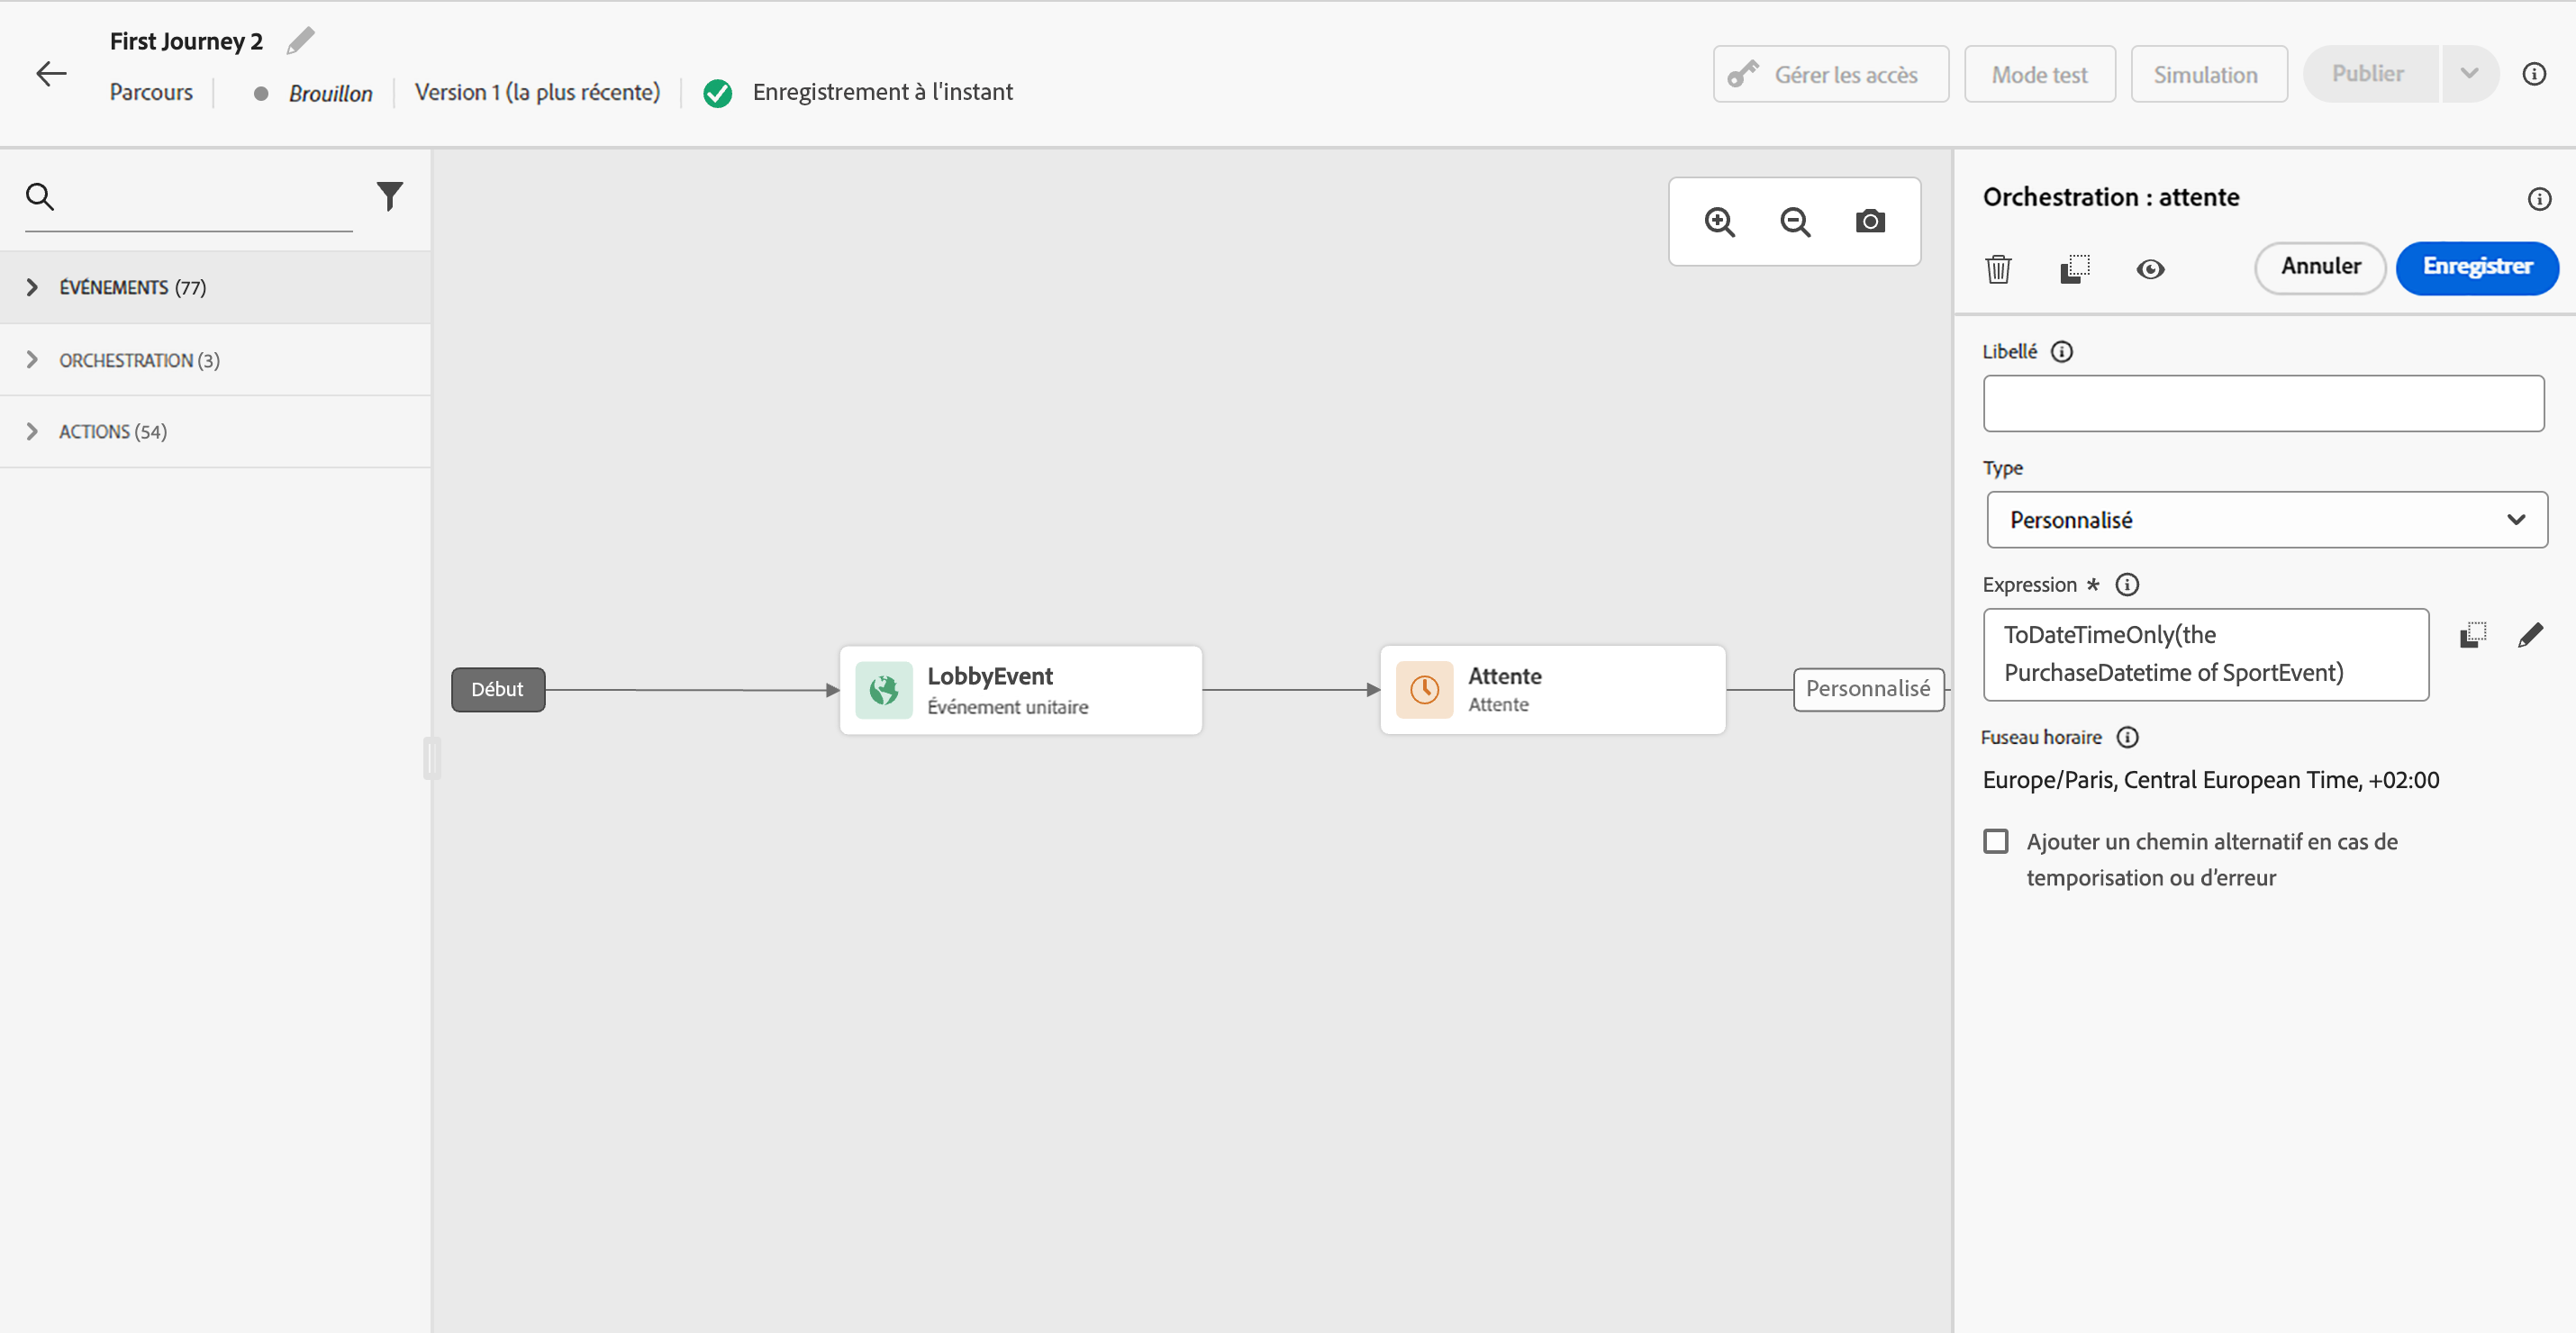 First Journey 2
Parcours
Brouillon
Version 1 (la plus récente)
Enregistrement à l'instant
Gérer les accès
Mode test
Simulation
Publier
ÉVÉNEMENTS (77)
ORCHESTRATION (3)
ACTIONS (54)
Début
LobbyEvent
Événement unitaire
Attente
Attente
Personnalisé
Orchestration : attente
Annuler
Enregistrer
Libellé
Type
Personnalisé
Expression *
ToDateTimeOnly(the
PurchaseDatetime of SportEvent)
Fuseau horaire
Europe/Paris, Central European Time, +02:00
Ajouter un chemin alternatif en cas de
temporisation ou d’erreur